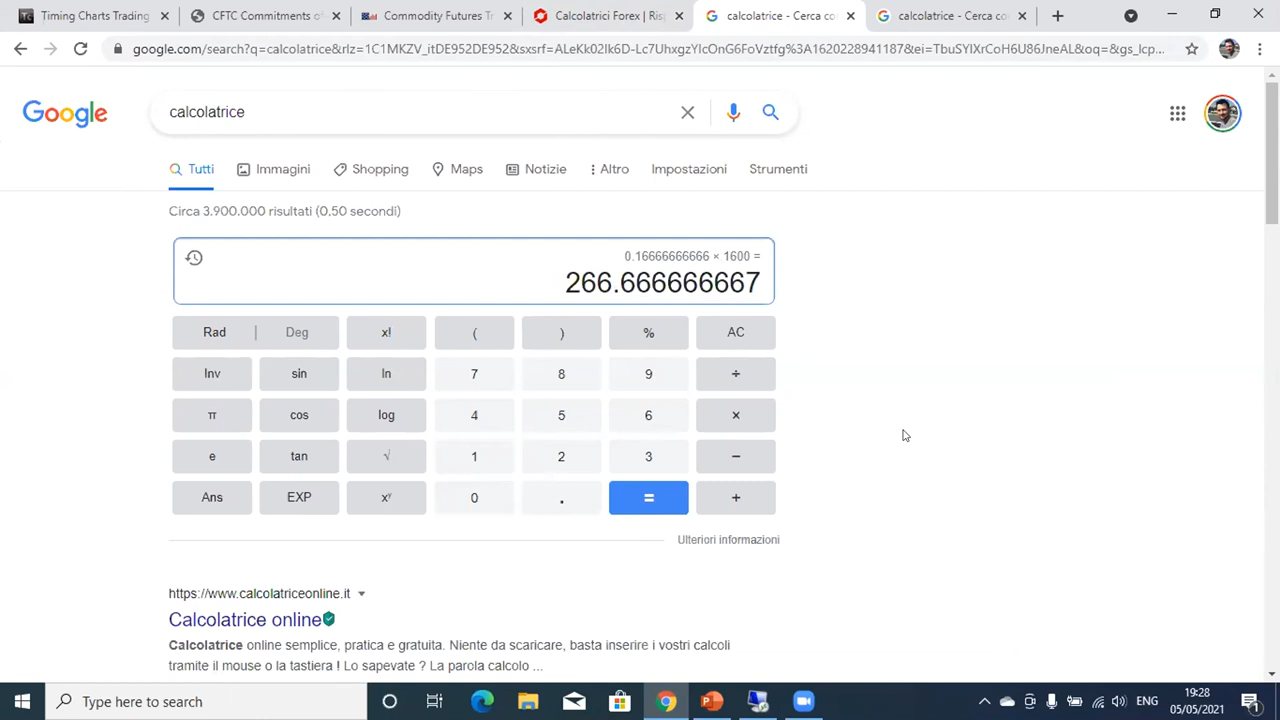 Timing Charts Trading
CFTC Commitments of
Commodity Futures Tr
Calcolatrici Forex | Risp
calcolatrice - Cerca co
calcolatrice - Cerca co
google.com/search?q=calcolatrice&rlz=1C1MKZV_itDE952DE952&sxsrf=ALeKk02Ik6D-Lc7UhxgzYIcOnG6FoVztfg%3A1620228941187&ei=TbuSYIXrCoH6U86JneAL&oq=&gs_lcp...
Google
calcolatrice
Tutti
Immagini
Shopping
Maps
Notizie
Altro
Impostazioni
Strumenti
Circa 3.900.000 risultati (0,50 secondi)
0.16666666666 × 1600 =
266.666666667
Rad | Deg x! ( ) % AC
Inv sin ln 7 8 9 ÷
π cos log 4 5 6 ×
e tan √ 1 2 3 −
Ans EXP xʸ 0 . = +
Ulteriori informazioni
https://www.calcolatriceonline.it
Calcolatrice online
Calcolatrice online semplice, pratica e gratuita. Niente da scaricare, basta inserire i vostri calcoli
tramite il mouse o la tastiera ! Lo sapevate ? La parola calcolo ...
Type here to search
ENG
19:28
05/05/2021
1